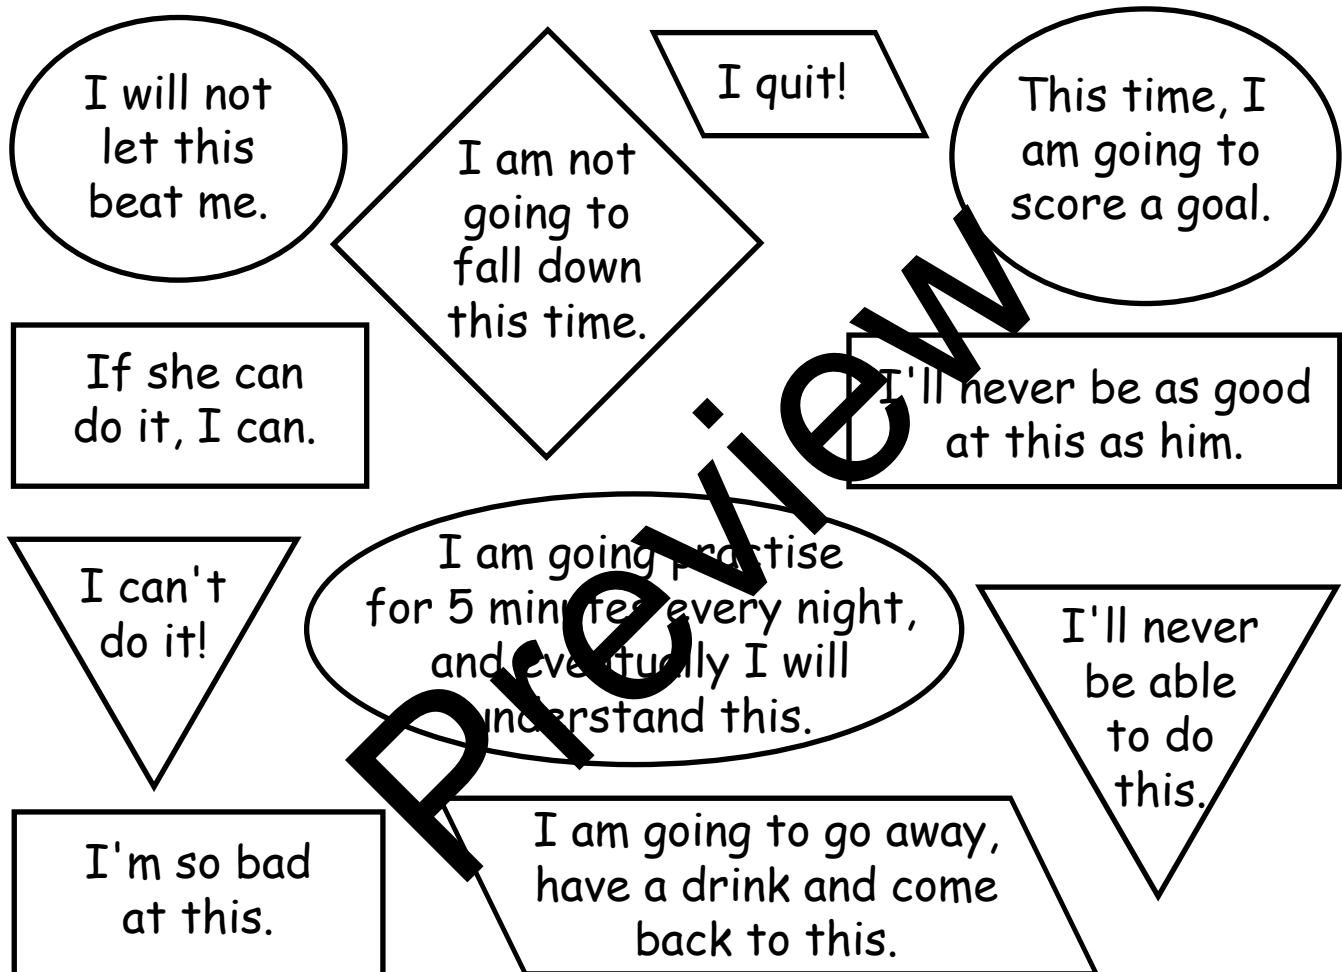 I will not
let this
beat me.
I am not
going to
fall down
this time.
I quit!
This time, I
am going to
score a goal.
If she can
do it, I can.
I'll never be as good
at this as him.
I can't
do it!
I am going practise
for 5 minutes every night,
and eventually I will
understand this.
I'll never
be able
to do
this.
I'm so bad
at this.
I am going to go away,
have a drink and come
back to this.
Preview